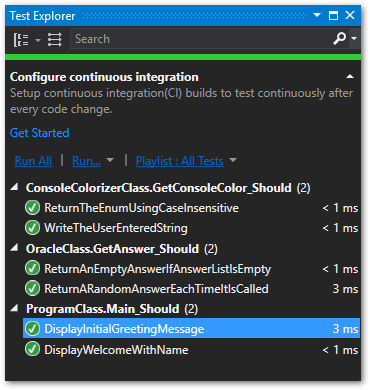 Test Explorer
Search
Configure continuous integration
Setup continuous integration(CI) builds to test continuously after
every code change.
Get Started
Run All | Run... | Playlist : All Tests
ConsoleColorizerClass.GetConsoleColor_Should (2)
ReturnTheEnumUsingCaseInsensitive < 1 ms
WriteTheUserEnteredString < 1 ms
OracleClass.GetAnswer_Should (2)
ReturnAnEmptyAnswerIfAnswerListIsEmpty < 1 ms
ReturnARandomAnswerEachTimeItIsCalled 3 ms
ProgramClass.Main_Should (2)
DisplayInitialGreetingMessage 3 ms
DisplayWelcomeWithName < 1 ms